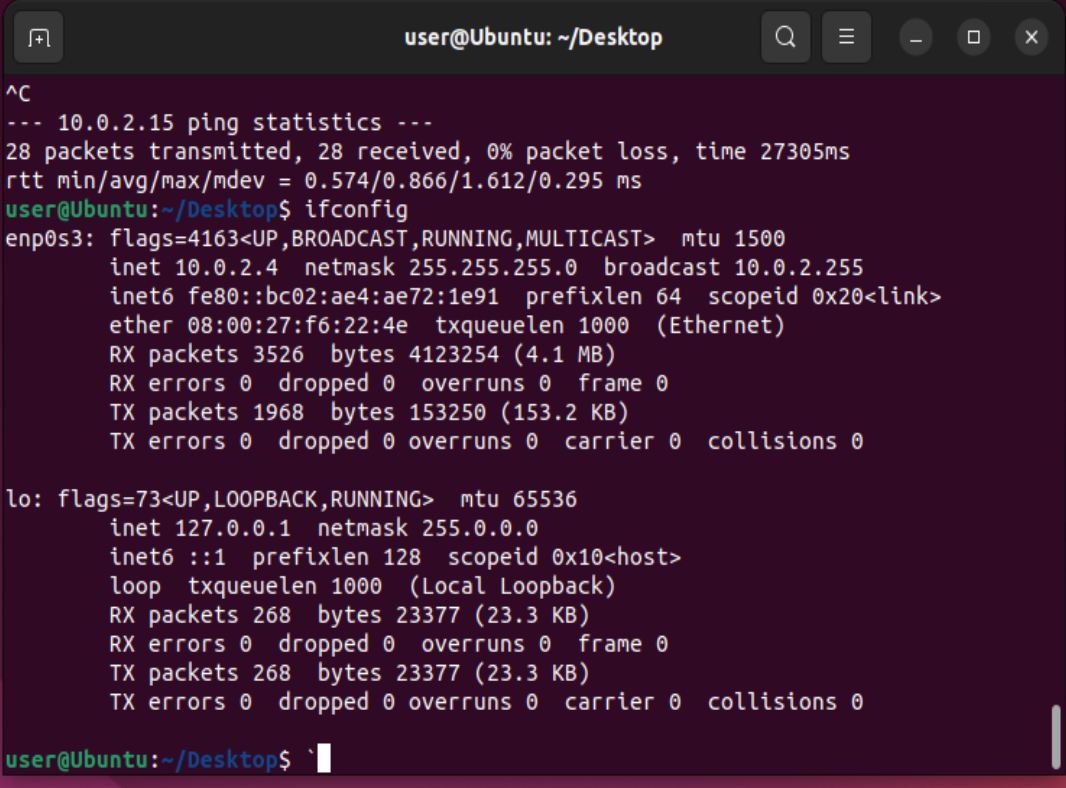 user@Ubuntu: ~/Desktop
^C
--- 10.0.2.15 ping statistics ---
28 packets transmitted, 28 received, 0% packet loss, time 27305ms
rtt min/avg/max/mdev = 0.574/0.866/1.612/0.295 ms
user@Ubuntu:~/Desktop$ ifconfig
enp0s3: flags=4163<UP,BROADCAST,RUNNING,MULTICAST>  mtu 1500
        inet 10.0.2.4  netmask 255.255.255.0  broadcast 10.0.2.255
        inet6 fe80::bc02:ae4:ae72:1e91  prefixlen 64  scopeid 0x20<link>
        ether 08:00:27:f6:22:4e  txqueuelen 1000  (Ethernet)
        RX packets 3526  bytes 4123254 (4.1 MB)
        RX errors 0  dropped 0  overruns 0  frame 0
        TX packets 1968  bytes 153250 (153.2 KB)
        TX errors 0  dropped 0 overruns 0  carrier 0  collisions 0

lo: flags=73<UP,LOOPBACK,RUNNING>  mtu 65536
        inet 127.0.0.1  netmask 255.0.0.0
        inet6 ::1  prefixlen 128  scopeid 0x10<host>
        loop  txqueuelen 1000  (Local Loopback)
        RX packets 268  bytes 23377 (23.3 KB)
        RX errors 0  dropped 0  overruns 0  frame 0
        TX packets 268  bytes 23377 (23.3 KB)
        TX errors 0  dropped 0 overruns 0  carrier 0  collisions 0

user@Ubuntu:~/Desktop$ `